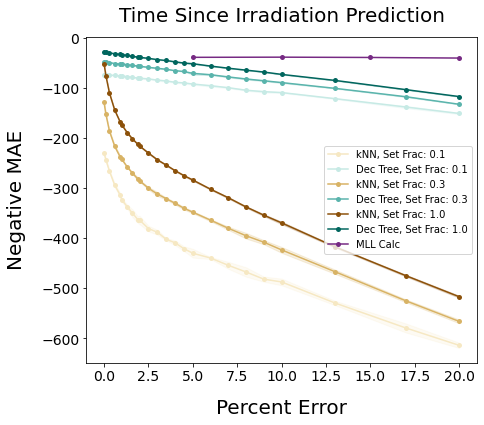 Time Since Irradiation Prediction
Negative MAE
0
−100
−200
−300
−400
−500
−600
kNN, Set Frac: 0.1
Dec Tree, Set Frac: 0.1
kNN, Set Frac: 0.3
Dec Tree, Set Frac: 0.3
kNN, Set Frac: 1.0
Dec Tree, Set Frac: 1.0
MLL Calc
0.0 2.5 5.0 7.5 10.0 12.5 15.0 17.5 20.0
Percent Error